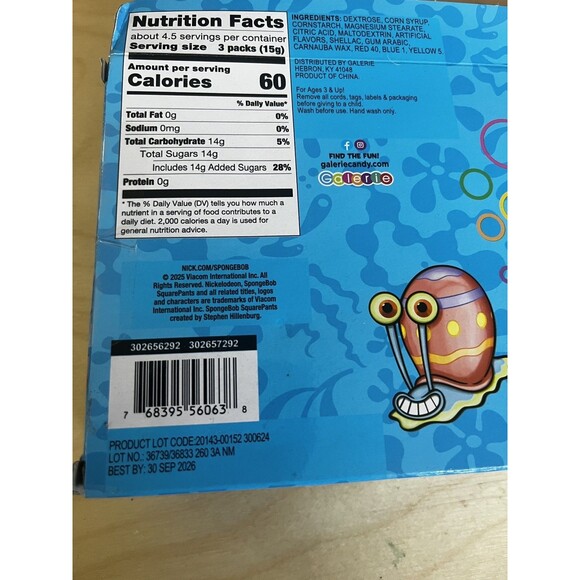 Nutrition Facts
about 4.5 servings per container
Serving size 3 packs (15g)
Amount per serving
Calories 60
% Daily Value*
Total Fat 0g 0%
Sodium 0mg 0%
Total Carbohydrate 14g 5%
Total Sugars 14g
Includes 14g Added Sugars 28%
Protein 0g
* The % Daily Value (DV) tells you how much a
nutrient in a serving of food contributes to a
daily diet. 2,000 calories a day is used for
general nutrition advice.
INGREDIENTS: DEXTROSE, CORN SYRUP,
CORNSTARCH, MAGNESIUM STEARATE,
CITRIC ACID, MALTODEXTRIN, ARTIFICIAL
FLAVORS, SHELLAC, GUM ARABIC,
CARNAUBA WAX, RED 40, BLUE 1, YELLOW 5
DISTRIBUTED BY GALERIE
HEBRON, KY 41048
PRODUCT OF CHINA.
For Ages 3 & Up!
Remove all cords, tags, labels & packaging
before giving to a child.
Wash before use. Hand wash only.
FIND THE FUN!
galeriecandy.com
Galerie
NICK.COM/SPONGEBOB
© 2025 Viacom International Inc. All
Rights Reserved. Nickelodeon, SpongeBob
SquarePants and all related titles, logos
and characters are trademarks of Viacom
International Inc. SpongeBob SquarePants
created by Stephen Hillenburg.
302656292 302657292
7 68395 56063 8
PRODUCT LOT CODE:20143-00152 300624
LOT NO.: 36739/36833 260 3A NM
BEST BY: 30 SEP 2026